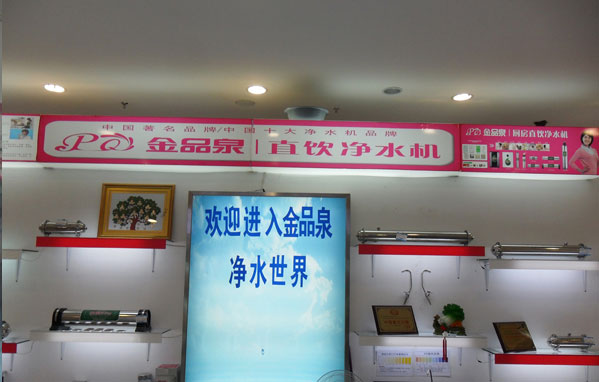 中国著名品牌/中国十大净水机品牌
PQ 金品泉 | 直饮净水机
PQ 金品泉 | 厨房直饮净水机
欢迎进入金品泉
净水世界